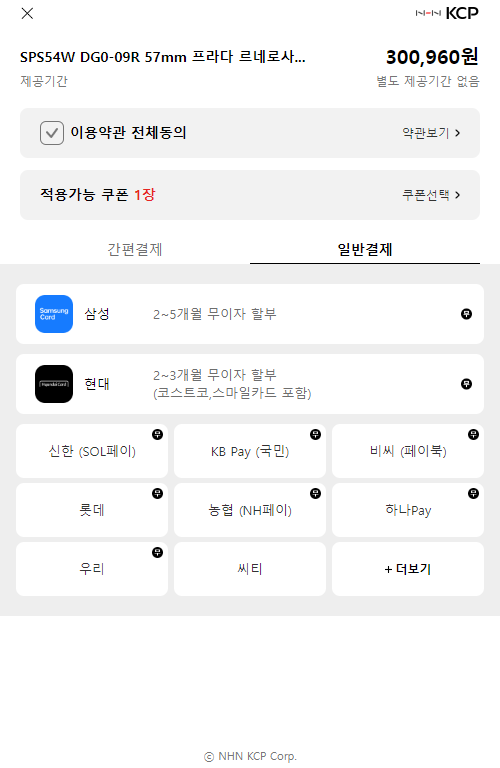 NHN KCP
SPS54W DG0-09R 57mm 프라다 르네로사...
300,960원
제공기간
별도 제공기간 없음
이용약관 전체동의
약관보기
적용가능 쿠폰 1장
쿠폰선택
간편결제
일반결제
Samsung
Card
삼성
2~5개월 무이자 할부
무
Hyundai Card
현대
2~3개월 무이자 할부
(코스트코,스마일카드 포함)
무
신한 (SOL페이)
무
KB Pay (국민)
무
비씨 (페이북)
무
롯데
무
농협 (NH페이)
무
하나Pay
무
우리
무
씨티
+ 더보기
ⓒ NHN KCP Corp.